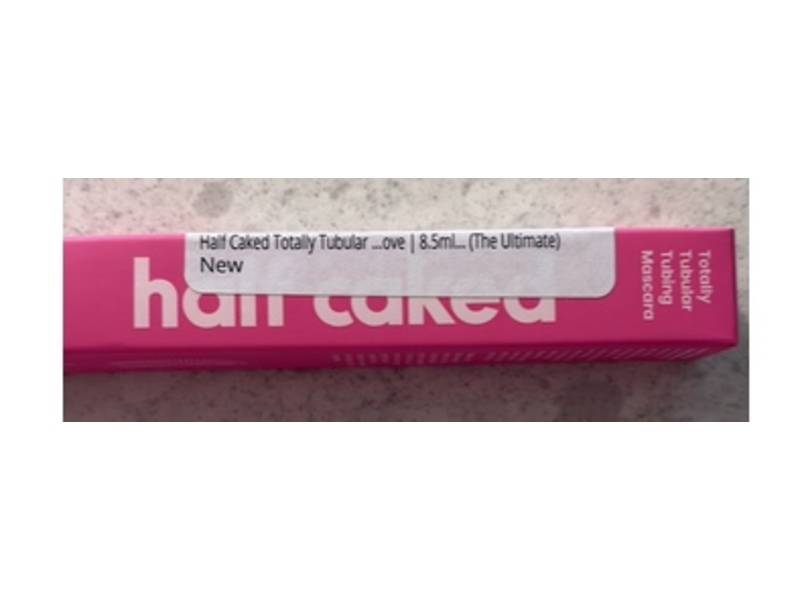 Half Caked Totally Tubular ...ove | 8.5ml... (The Ultimate)
New
half caked
Totally
Tubular
Tubing
Mascara